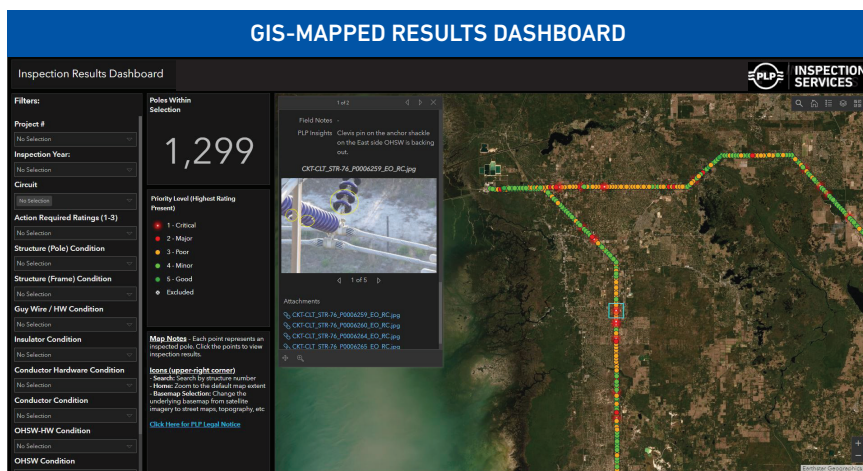 GIS-MAPPED RESULTS DASHBOARD
Inspection Results Dashboard
PLP
INSPECTION
SERVICES
Filters:
Project #
No Selection
Inspection Year:
No Selection
Circuit
No Selection
Action Required Ratings (1-3)
No Selection
Structure (Pole) Condition
No Selection
Structure (Frame) Condition
No Selection
Guy Wire / HW Condition
No Selection
Insulator Condition
No Selection
Conductor Hardware Condition
No Selection
Conductor Condition
No Selection
OHSW-HW Condition
No Selection
OHSW Condition
Poles Within
Selection
1,299
Priority Level (Highest Rating
Present)
1 - Critical
2 - Major
3 - Poor
4 - Minor
5 - Good
Excluded
Map Notes - Each point represents an
inspected pole. Click the points to view
inspection results.
Icons (upper-right corner)
- Search: Search by structure number
- Home: Zoom to the default map extent
- Basemap Selection: Change the
underlying basemap from satellite
imagery to street maps, topography, etc
Click Here for PLP Legal Notice
1 of 2
Field Notes -
PLP Insights Clevis pin on the anchor shackle
on the East side OHSW is backing
out.
CKT-CLT_STR-76_P0006259_EO_RC.jpg
1 of 5
Attachments
CKT-CLT_STR-76_P0006259_EO_RC.jpg
CKT-CLT_STR-76_P0006260_EO_RC.jpg
CKT-CLT_STR-76_P0006264_EO_RC.jpg
CKT-CLT_STR-76_P0006265_EO_RC.jpg
Earthstar Geographics